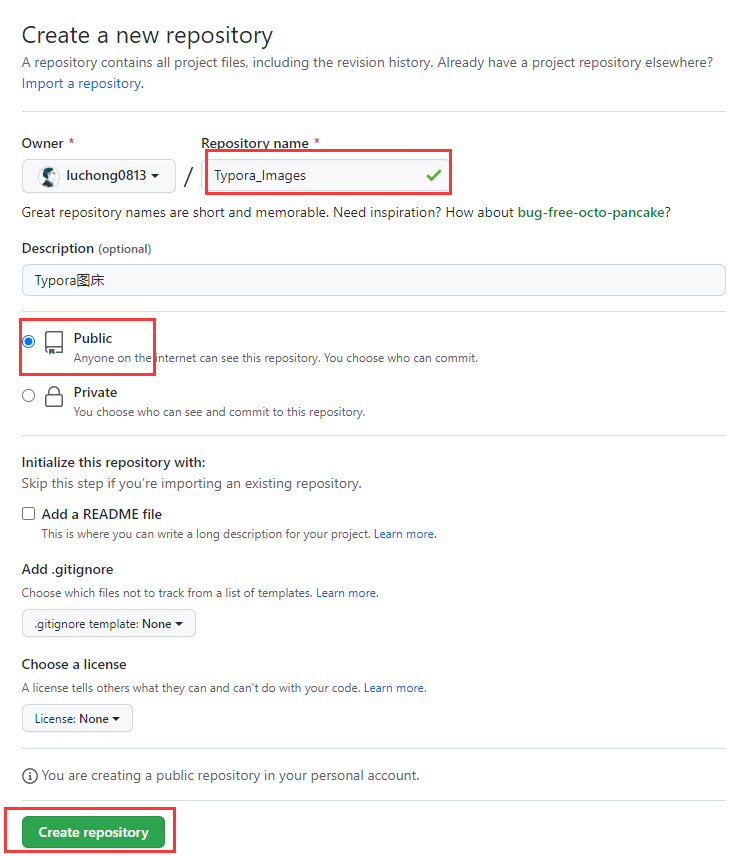 Create a new repository
A repository contains all project files, including the revision history. Already have a project repository elsewhere?
Import a repository.
Owner *
Repository name *
luchong0813
/
Typora_Images
Great repository names are short and memorable. Need inspiration? How about bug-free-octo-pancake?
Description (optional)
Typora图床
Public
Anyone on the internet can see this repository. You choose who can commit.
Private
You choose who can see and commit to this repository.
Initialize this repository with:
Skip this step if you're importing an existing repository.
Add a README file
This is where you can write a long description for your project. Learn more.
Add .gitignore
Choose which files not to track from a list of templates. Learn more.
.gitignore template: None
Choose a license
A license tells others what they can and can't do with your code. Learn more.
License: None
You are creating a public repository in your personal account.
Create repository